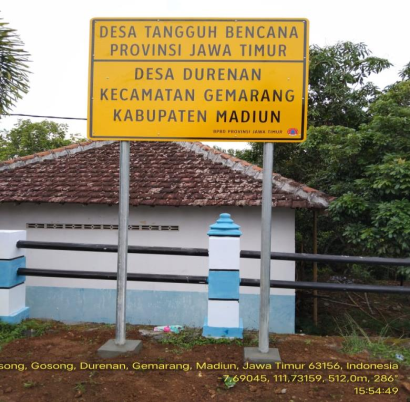 DESA TANGGUH BENCANA
PROVINSI JAWA TIMUR
DESA DURENAN
KECAMATAN GEMARANG
KABUPATEN MADIUN
BPBD PROVINSI JAWA TIMUR
song, Gosong, Durenan, Gemarang, Madiun, Jawa Timur 63156, Indonesia
7,69045, 111,73159, 512,0m, 286°
15:54:49